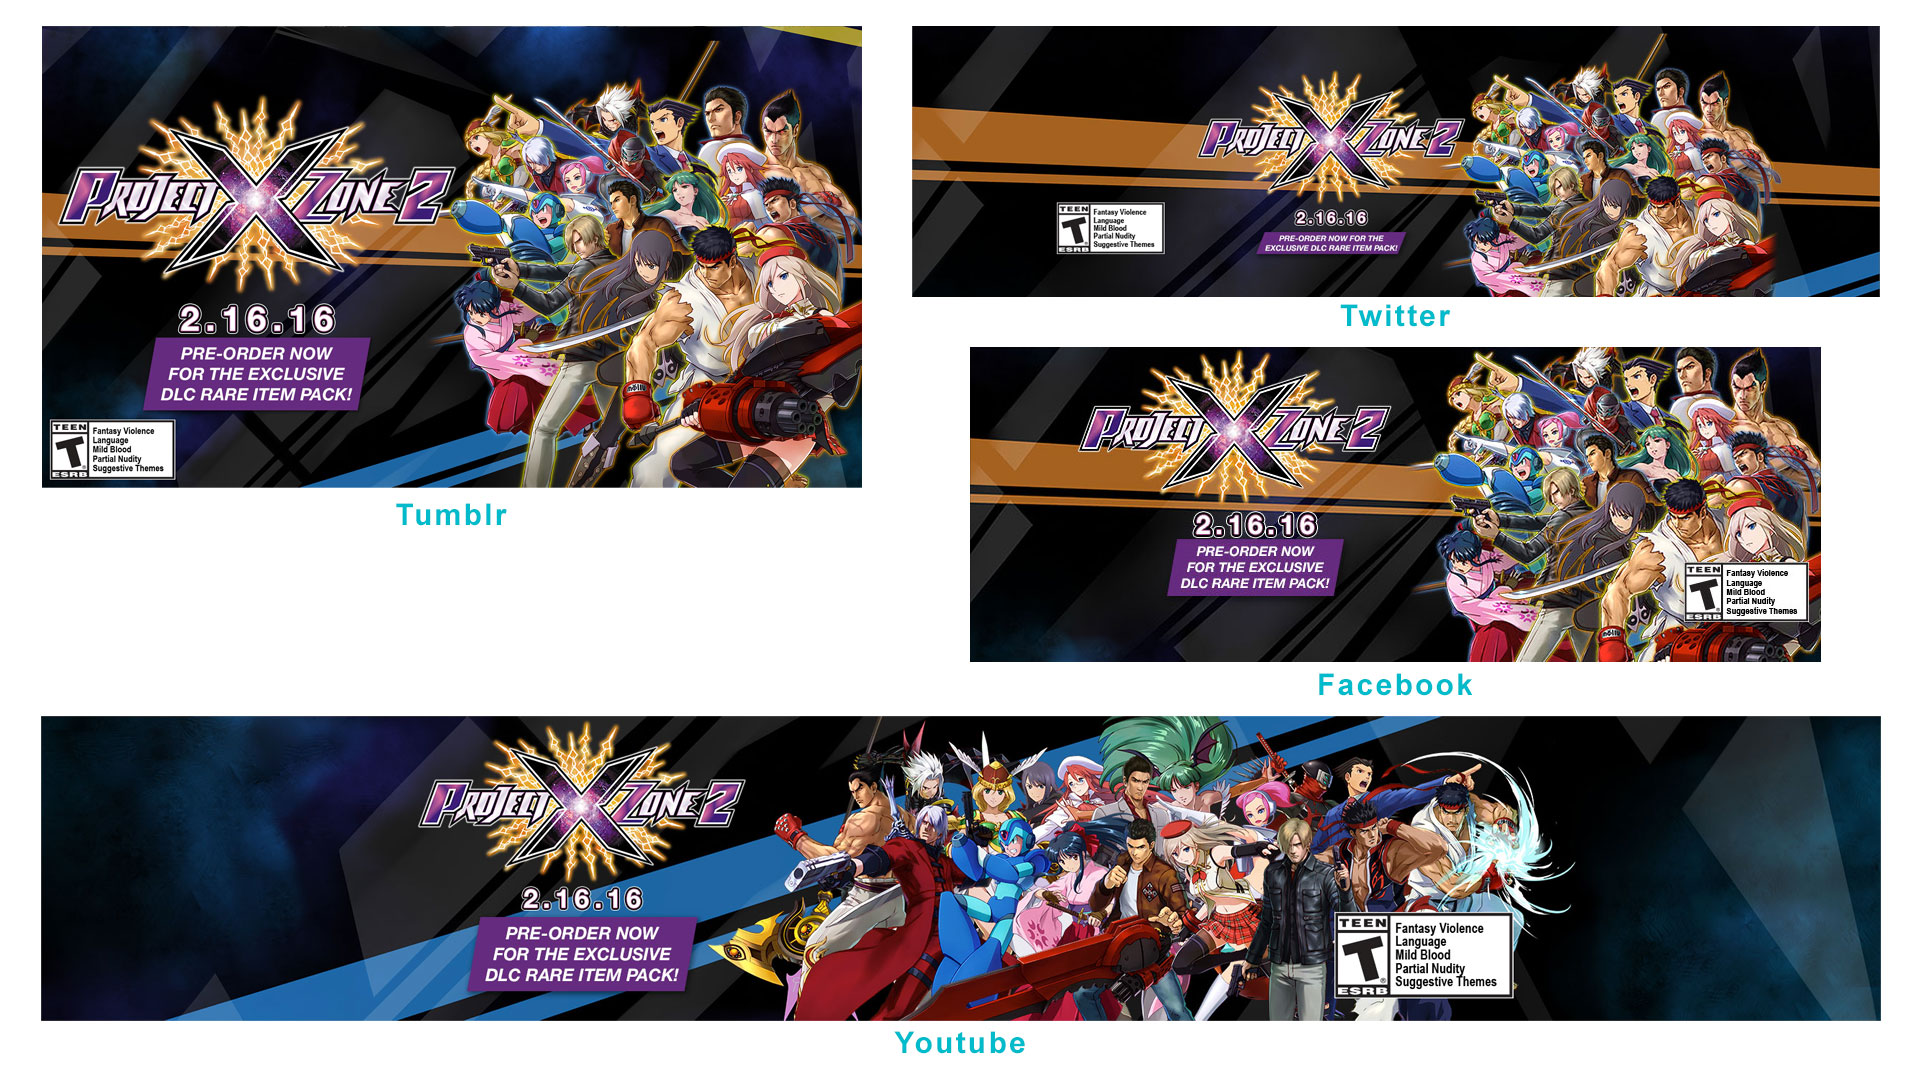 PROJECT X ZONE 2
2.16.16
PRE-ORDER NOW
FOR THE EXCLUSIVE
DLC RARE ITEM PACK!
TEEN
T
ESRB
Fantasy Violence
Language
Mild Blood
Partial Nudity
Suggestive Themes
Tumblr
PROJECT X ZONE 2
2.16.16
PRE-ORDER NOW FOR THE
EXCLUSIVE DLC RARE ITEM PACK!
TEEN
T
ESRB
Fantasy Violence
Language
Mild Blood
Partial Nudity
Suggestive Themes
Twitter
PROJECT X ZONE 2
2.16.16
PRE-ORDER NOW
FOR THE EXCLUSIVE
DLC RARE ITEM PACK!
TEEN
T
ESRB
Fantasy Violence
Language
Mild Blood
Partial Nudity
Suggestive Themes
Facebook
PROJECT X ZONE 2
2.16.16
PRE-ORDER NOW
FOR THE EXCLUSIVE
DLC RARE ITEM PACK!
TEEN
T
ESRB
Fantasy Violence
Language
Mild Blood
Partial Nudity
Suggestive Themes
Youtube